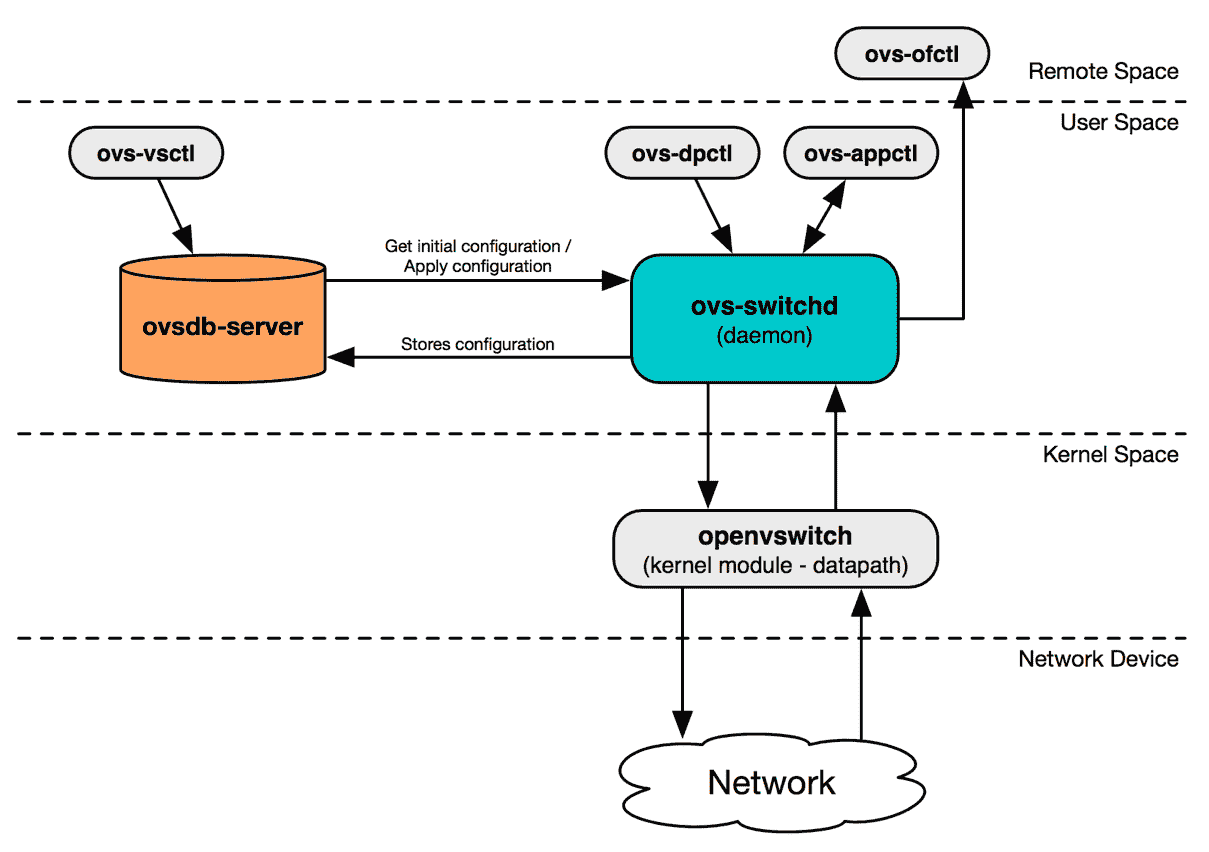 ovs-ofctl
Remote Space
User Space
ovs-vsctl
ovs-dpctl
ovs-appctl
Get initial configuration /
Apply configuration
ovsdb-server
ovs-switchd
(daemon)
Stores configuration
Kernel Space
openvswitch
(kernel module - datapath)
Network Device
Network